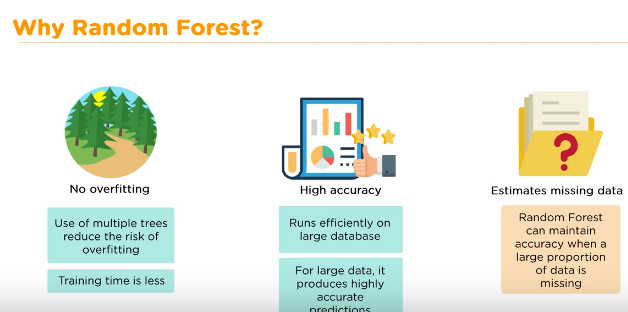 Why Random Forest?
No overfitting
Use of multiple trees
reduce the risk of
overfitting
Training time is less
High accuracy
Runs efficiently on
large database
For large data, it
produces highly
accurate
predictions
Estimates missing data
Random Forest
can maintain
accuracy when a
large proportion
of data is
missing